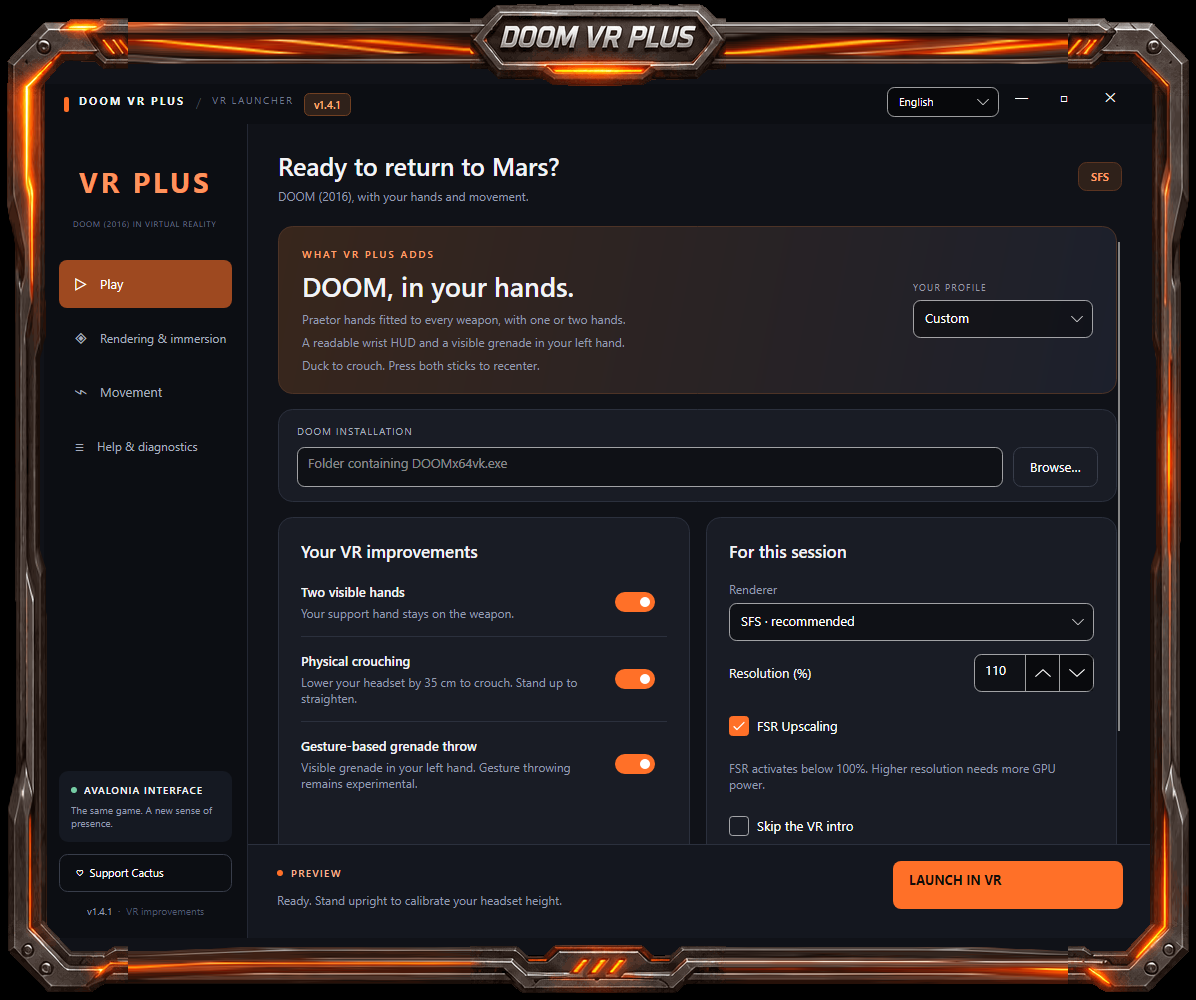 DOOM VR PLUS
DOOM VR PLUS / VR LAUNCHER v1.4.1
English
VR PLUS
DOOM (2016) IN VIRTUAL REALITY
Play
Rendering & immersion
Movement
Help & diagnostics
AVALONIA INTERFACE
The same game. A new sense of
presence.
Support Cactus
v1.4.1 · VR improvements
Ready to return to Mars?
DOOM (2016), with your hands and movement.
SFS
WHAT VR PLUS ADDS
DOOM, in your hands.
Praetor hands fitted to every weapon, with one or two hands.
A readable wrist HUD and a visible grenade in your left hand.
Duck to crouch. Press both sticks to recenter.
YOUR PROFILE
Custom
DOOM INSTALLATION
Folder containing DOOMx64vk.exe
Browse...
Your VR improvements
Two visible hands
Your support hand stays on the weapon.
Physical crouching
Lower your headset by 35 cm to crouch. Stand up to
straighten.
Gesture-based grenade throw
Visible grenade in your left hand. Gesture throwing
remains experimental.
For this session
Renderer
SFS · recommended
Resolution (%)
110
FSR Upscaling
FSR activates below 100%. Higher resolution needs more GPU
power.
Skip the VR intro
PREVIEW
Ready. Stand upright to calibrate your headset height.
LAUNCH IN VR